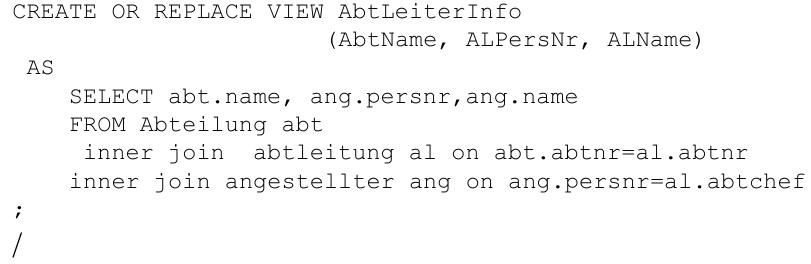 CREATE OR REPLACE VIEW AbtLeiterInfo
(AbtName, ALPersNr, ALName)
AS
SELECT abt.name, ang.persnr,ang.name
FROM Abteilung abt
inner join  abtleitung al on abt.abtnr=al.abtnr
inner join angestellter ang on ang.persnr=al.abtchef
;
/